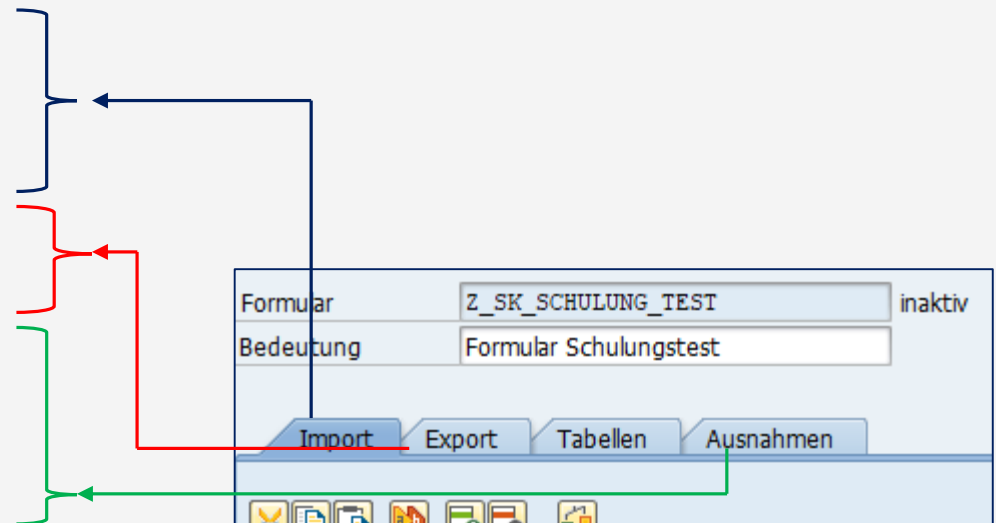 Formular Z_SK_SCHULUNG_TEST inaktiv
Bedeutung Formular Schulungstest
Import Export Tabellen Ausnahmen